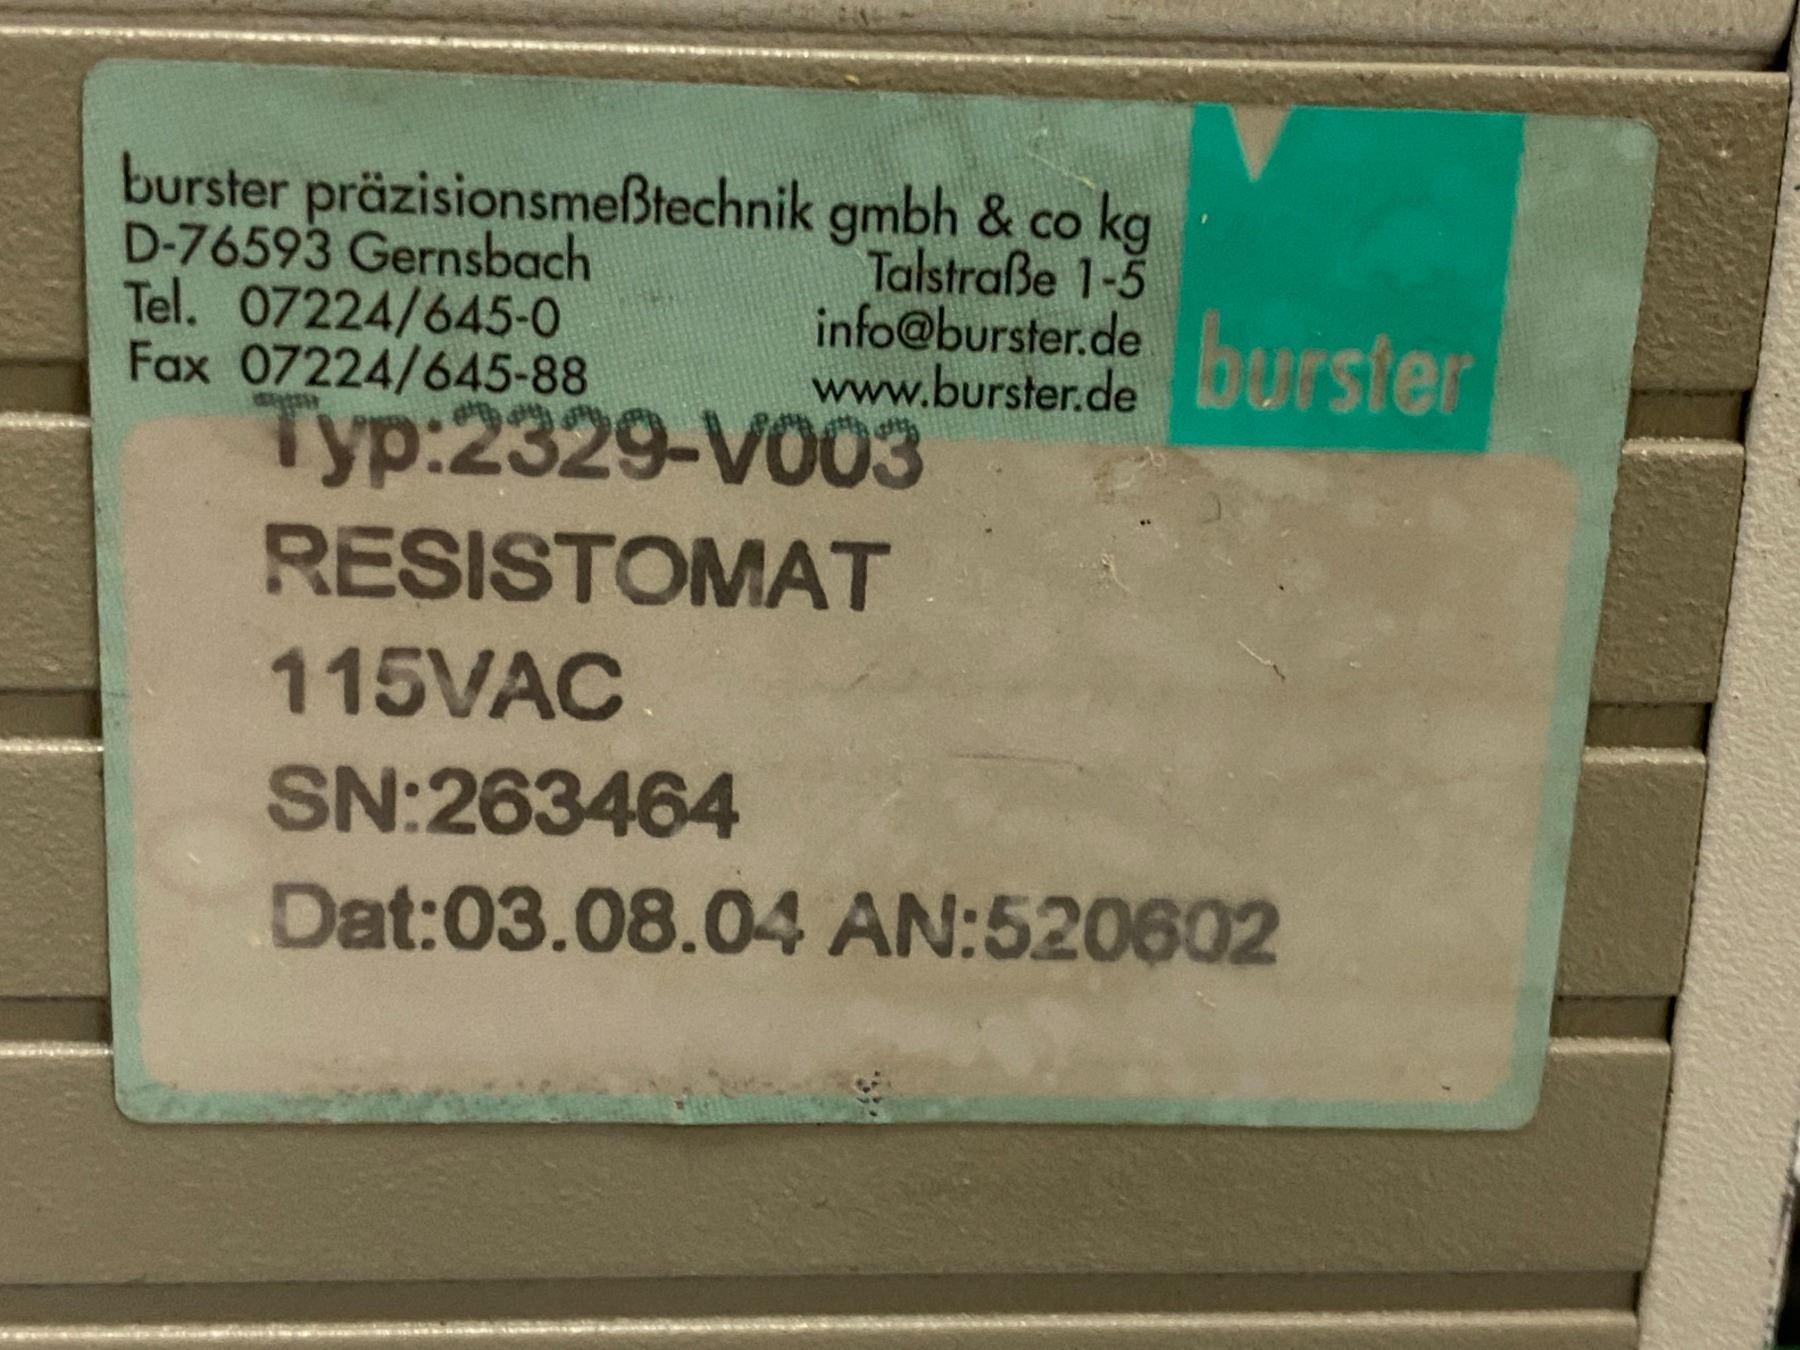 burster präzisionsmeßtechnik gmbh & co kg
D-76593 Gernsbach Talstraße 1-5
Tel. 07224/645-0 info@burster.de
Fax 07224/645-88 www.burster.de
burster
Typ:2329-V003
RESISTOMAT
115VAC
SN:263464
Dat:03.08.04 AN:520602